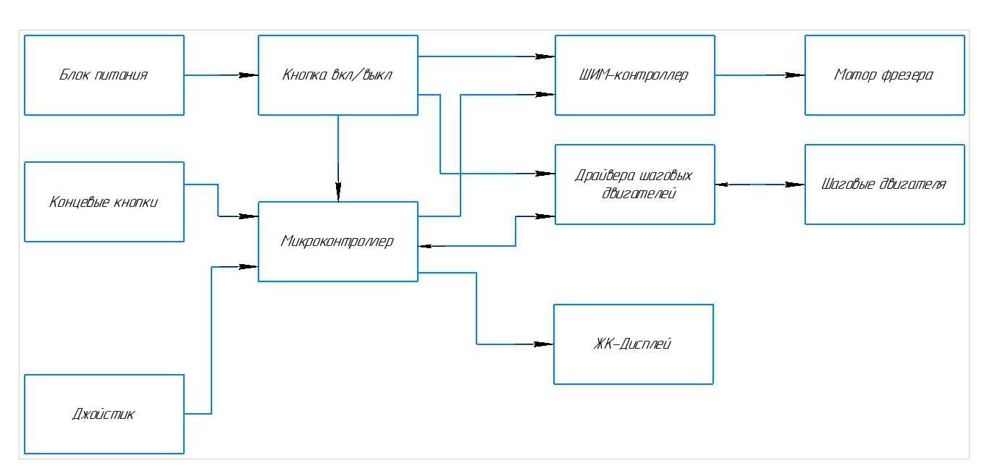 Блок питания
Кнопка вкл/выкл
ШИМ-контроллер
Мотор фрезера
Концевые кнопки
Микроконтроллер
Драйвера шаговых
двигателей
Шаговые двигателя
ЖК-Дисплей
Джойстик